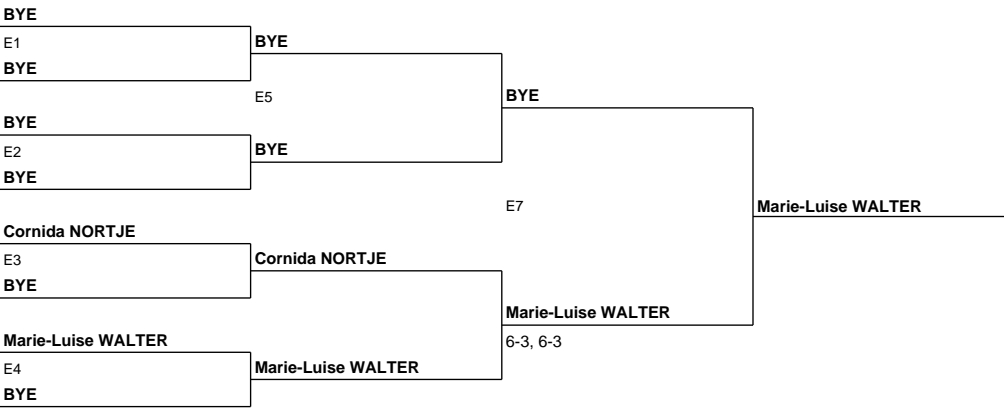 BYE
E1
BYE
BYE
E5
BYE
BYE
E2
BYE
BYE
E7
Marie-Luise WALTER
Cornida NORTJE
E3
Cornida NORTJE
BYE
Marie-Luise WALTER
Marie-Luise WALTER
6-3, 6-3
E4
Marie-Luise WALTER
BYE